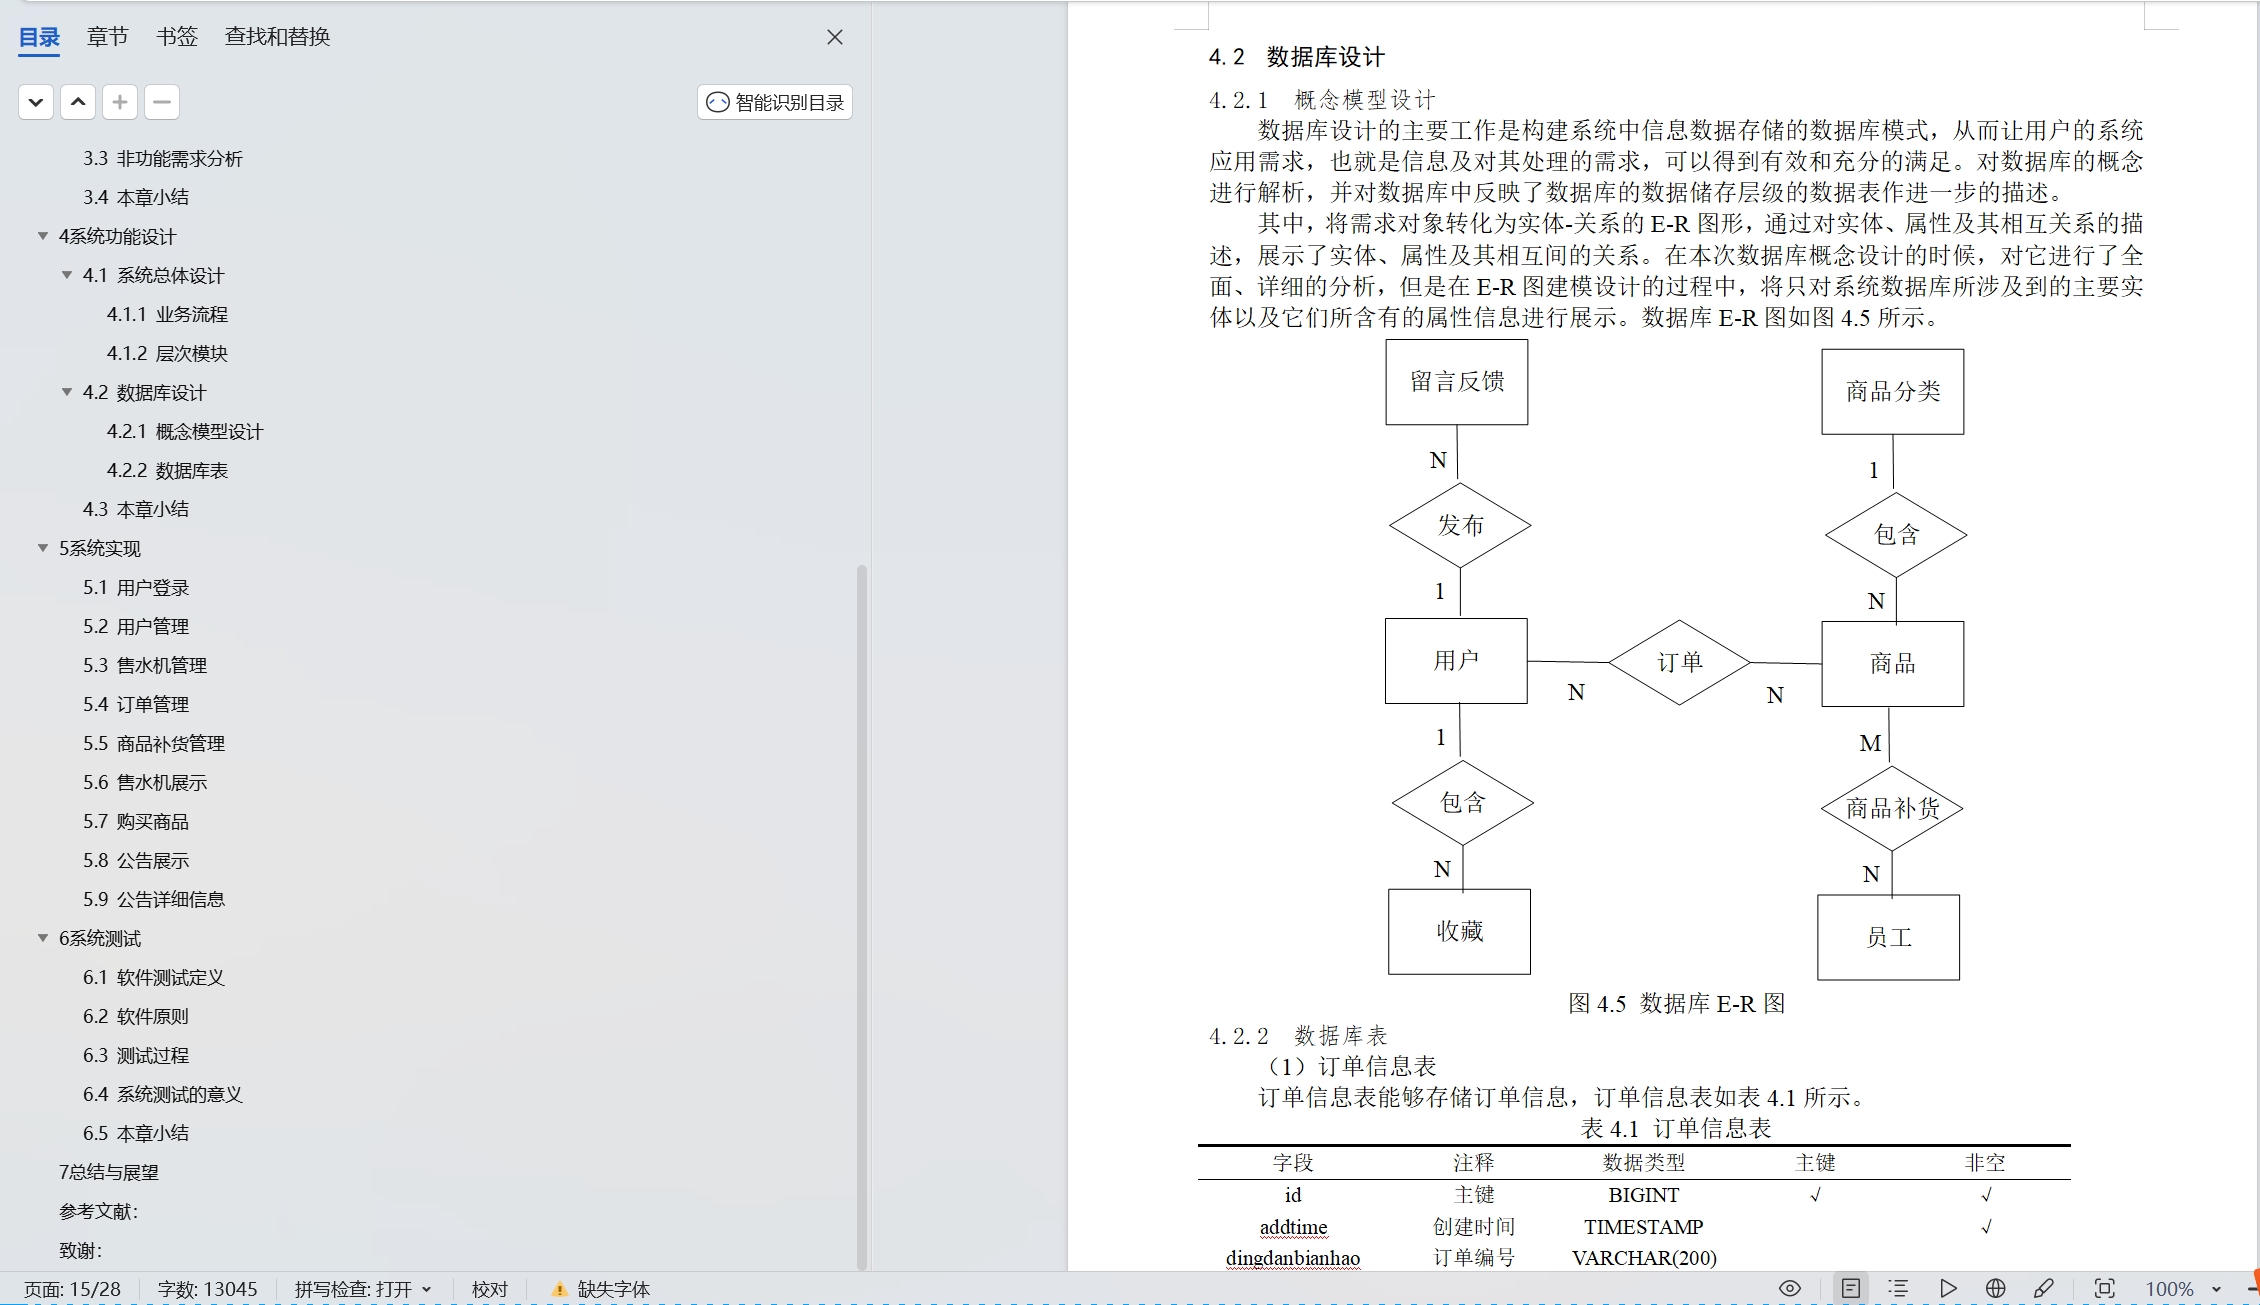 目录 章节 书签 查找和替换
智能识别目录
3.3 非功能需求分析
3.4 本章小结
4系统功能设计
4.1 系统总体设计
4.1.1 业务流程
4.1.2 层次模块
4.2 数据库设计
4.2.1 概念模型设计
4.2.2 数据库表
4.3 本章小结
5系统实现
5.1 用户登录
5.2 用户管理
5.3 售水机管理
5.4 订单管理
5.5 商品补货管理
5.6 售水机展示
5.7 购买商品
5.8 公告展示
5.9 公告详细信息
6系统测试
6.1 软件测试定义
6.2 软件原则
6.3 测试过程
6.4 系统测试的意义
6.5 本章小结
7总结与展望
参考文献:
致谢:
4.2 数据库设计
4.2.1 概念模型设计
数据库设计的主要工作是构建系统中信息数据存储的数据库模式，从而让用户的系统
应用需求，也就是信息及对其处理的需求，可以得到有效和充分的满足。对数据库的概念
进行解析，并对数据库中反映了数据库的数据储存层级的数据表作进一步的描述。
其中，将需求对象转化为实体-关系的 E-R 图形，通过对实体、属性及其相互关系的描
述，展示了实体、属性及其相互间的关系。在本次数据库概念设计的时候，对它进行了全
面、详细的分析，但是在 E-R 图建模设计的过程中，将只对系统数据库所涉及到的主要实
体以及它们所含有的属性信息进行展示。数据库 E-R 图如图 4.5 所示。
留言反馈 商品分类
N 1
发布 包含
1 N
用户 N 订单 N 商品
1 M
包含 商品补货
N N
收藏 员工
图 4.5 数据库 E-R 图
4.2.2 数据库表
（1）订单信息表
订单信息表能够存储订单信息，订单信息表如表 4.1 所示。
表 4.1 订单信息表
字段 注释 数据类型 主键 非空
id 主键 BIGINT √ √
addtime 创建时间 TIMESTAMP √
dingdanbianhao 订单编号 VARCHAR(200)
页面: 15/28 字数: 13045 拼写检查: 打开 校对 缺失字体 100%